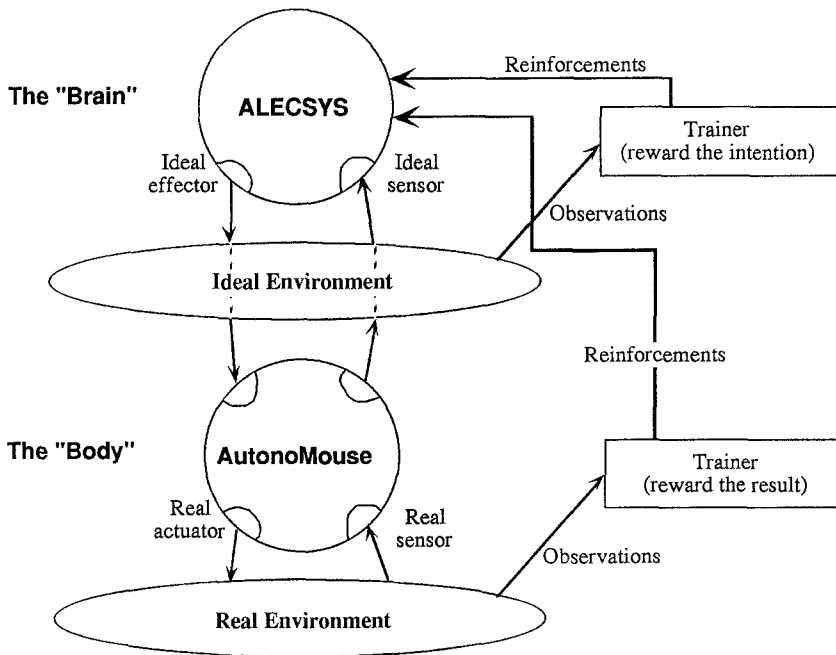 Reinforcements
The "Brain"
ALECSYS
Trainer
(reward the intention)
Ideal
effector
Ideal
sensor
Observations
Ideal Environment
Reinforcements
The "Body"
AutonoMouse
Trainer
(reward the result)
Real
actuator
Real
sensor
Observations
Real Environment